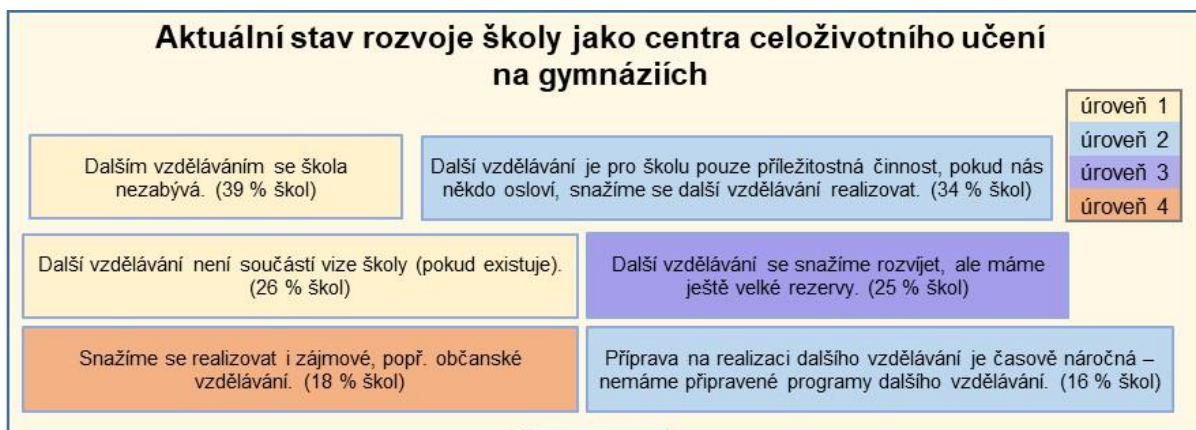 Aktuální stav rozvoje školy jako centra celoživotního učení
na gymnáziích
úroveň 1
úroveň 2
úroveň 3
úroveň 4
Dalším vzděláváním se škola
nezabývá. (39 % škol)
Další vzdělávání je pro školu pouze příležitostná činnost, pokud nás
někdo osloví, snažíme se další vzdělávání realizovat. (34 % škol)
Další vzdělávání není součástí vize školy (pokud existuje).
(26 % škol)
Další vzdělávání se snažíme rozvíjet, ale máme
ještě velké rezervy. (25 % škol)
Snažíme se realizovat i zájmové, popř. občanské
vzdělávání. (18 % škol)
Příprava na realizaci dalšího vzdělávání je časově náročná –
nemáme připravené programy dalšího vzdělávání. (16 % škol)